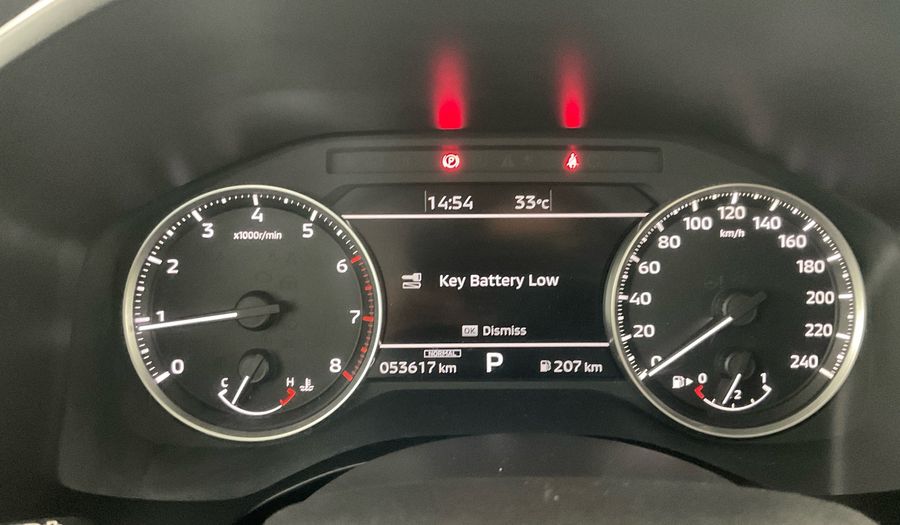 P
14:54 33°C
0 1 2 3 4 5 6 7 8
x1000r/min
C H
Key Battery Low
OK Dismiss
NORMAL
053617 km P 207 km
0 20 40 60 80 100 120 140 160 180 200 220 240
km/h
0 1
2